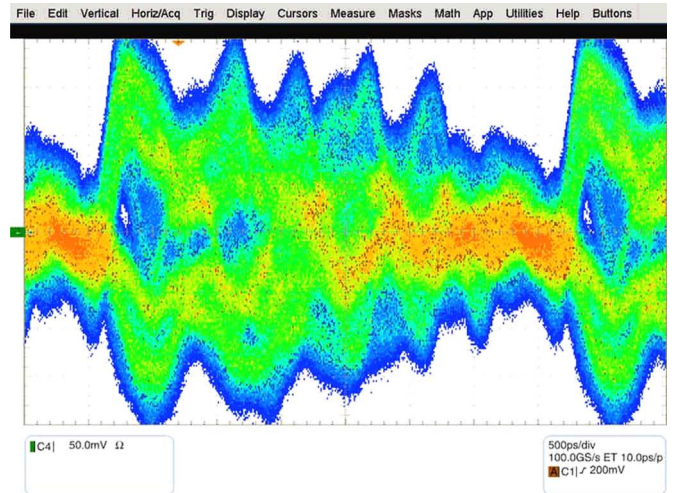 File Edit Vertical Horiz/Acq Trig Display Cursors Measure Masks Math App Utilities Help Buttons
C4 50.0mV Ω
500ps/div
100.0GS/s ET 10.0ps/p
A C1 ∫ 200mV